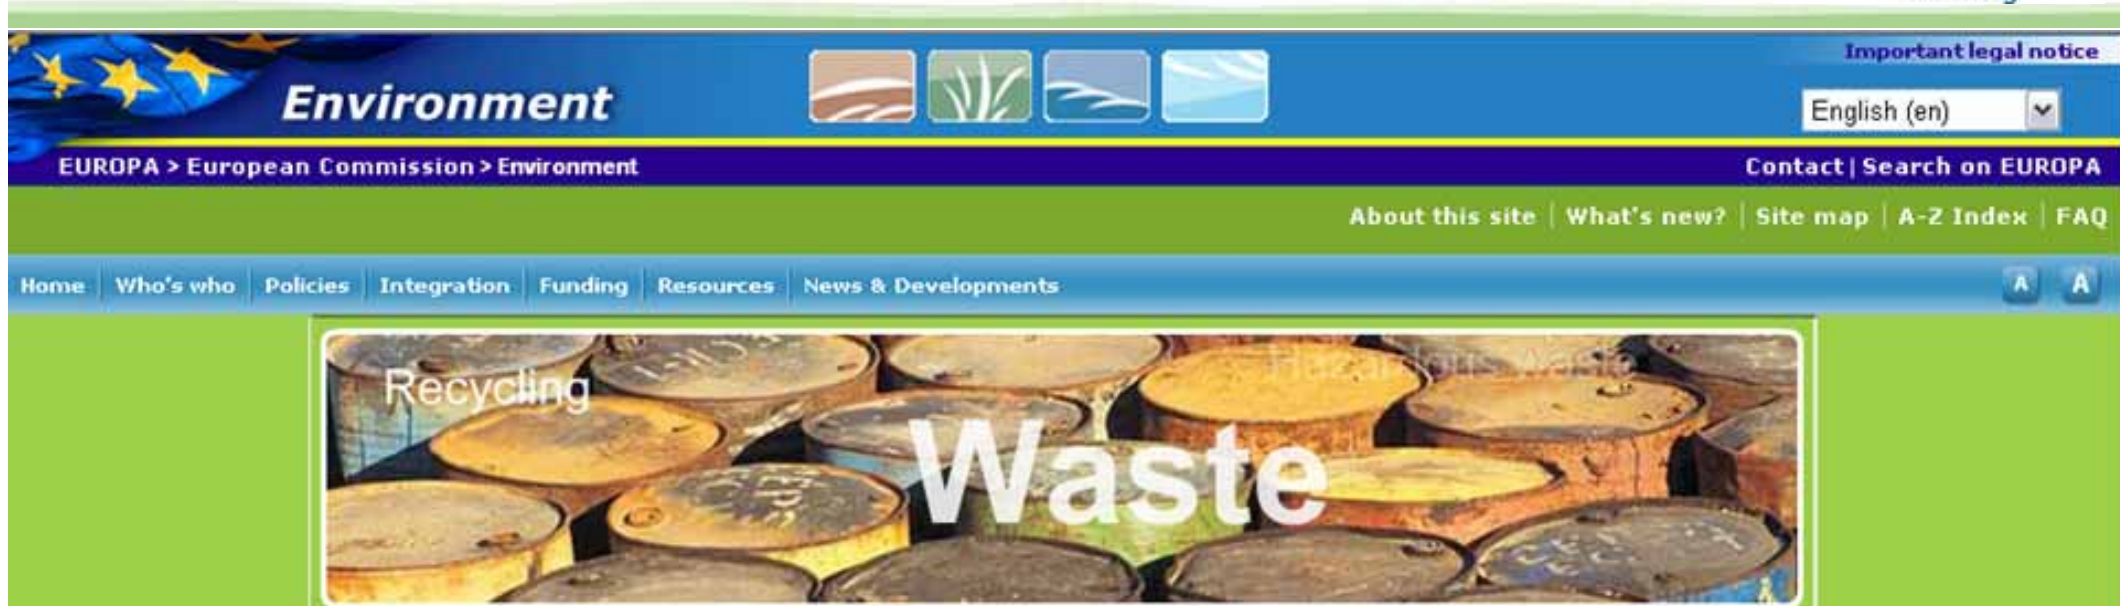 Important legal notice
Environment
English (en)
EUROPA > European Commission > Environment
Contact | Search on EUROPA
About this site | What's new? | Site map | A-Z Index | FAQ
Home | Who's who | Policies | Integration | Funding | Resources | News & Developments
A A
Hazardous waste
Recycling
Waste